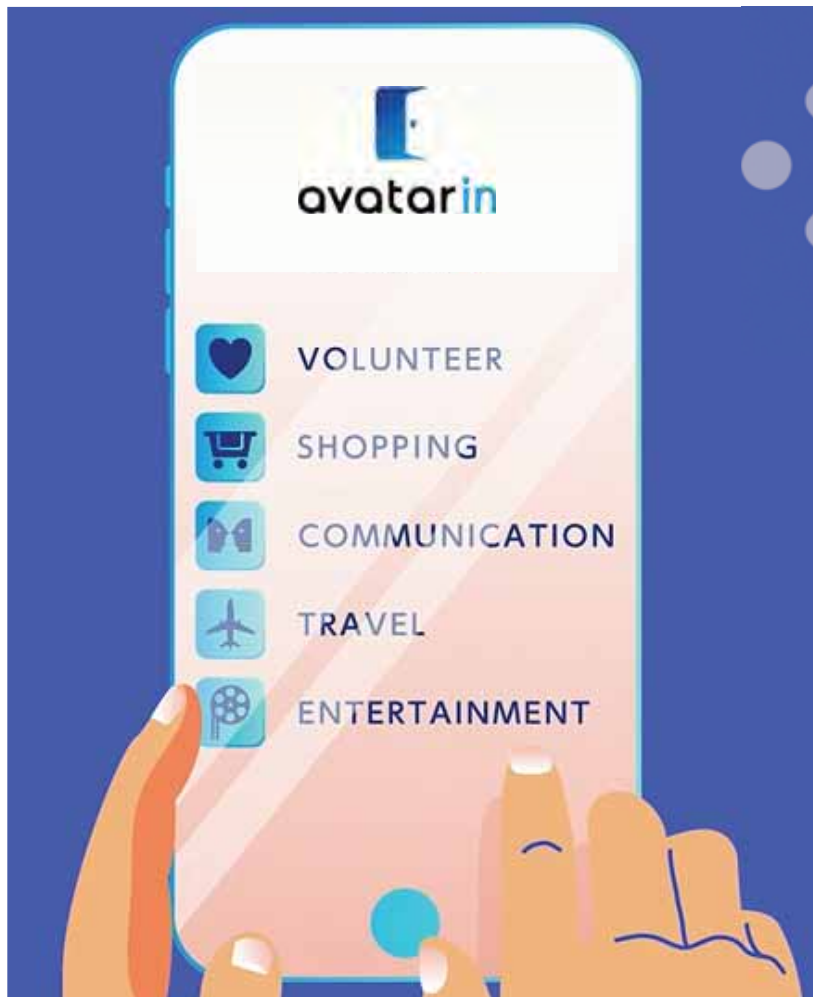 avatarin
VOLUNTEER
SHOPPING
COMMUNICATION
TRAVEL
ENTERTAINMENT